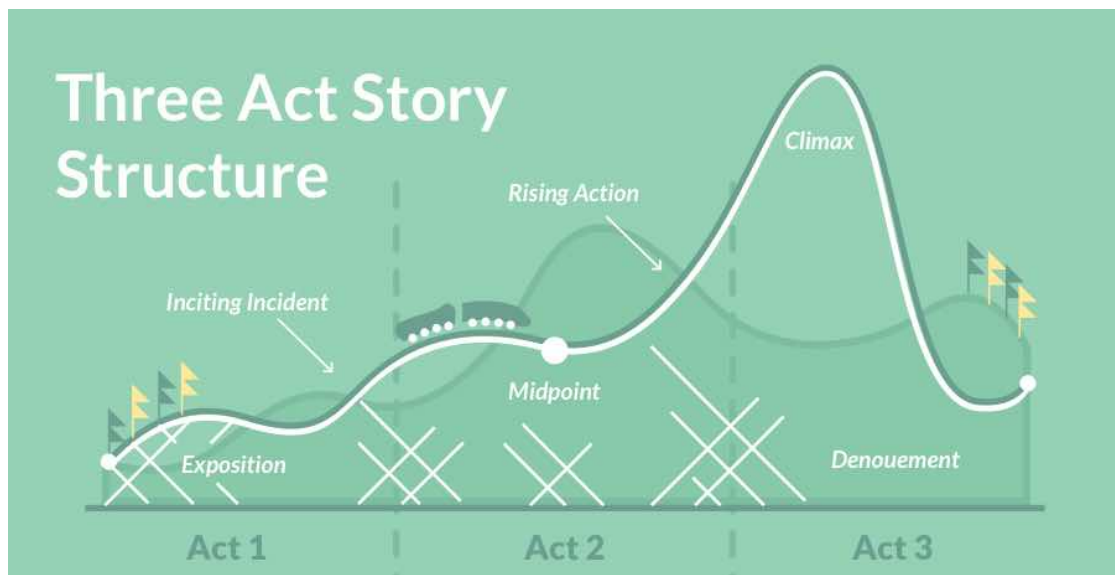 Three Act Story
Structure
Climax
Rising Action
Inciting Incident
Midpoint
Exposition
Denouement
Act 1
Act 2
Act 3